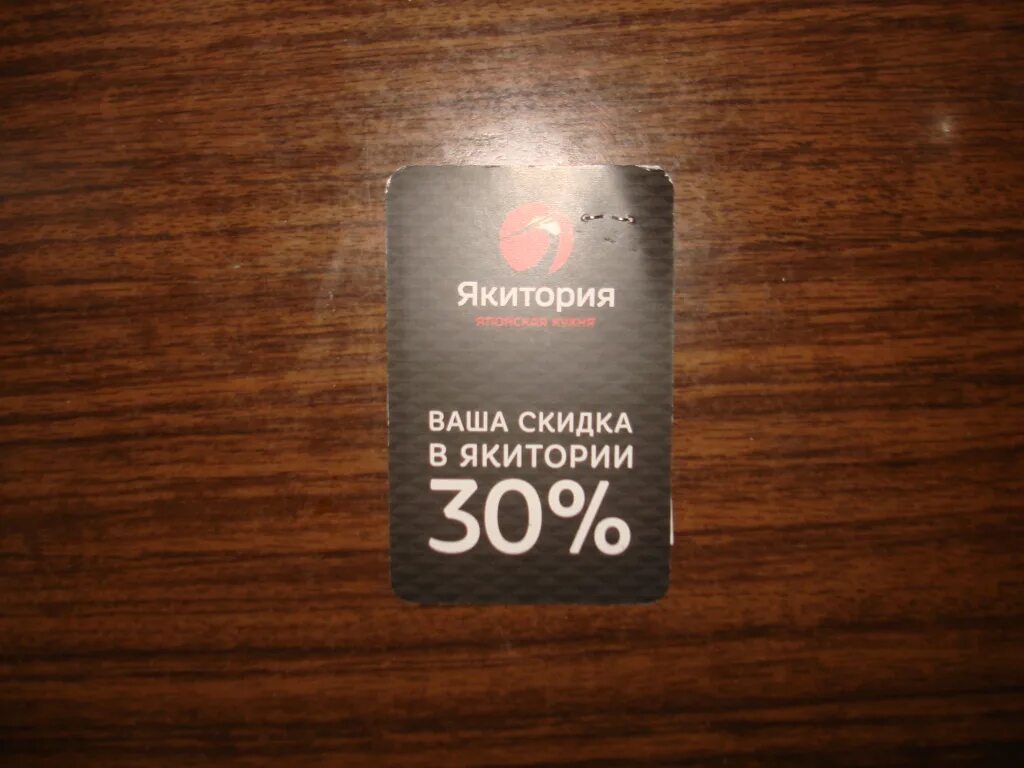 Якитория
японская кухня
ВАША СКИДКА
В ЯКИТОРИИ
30%